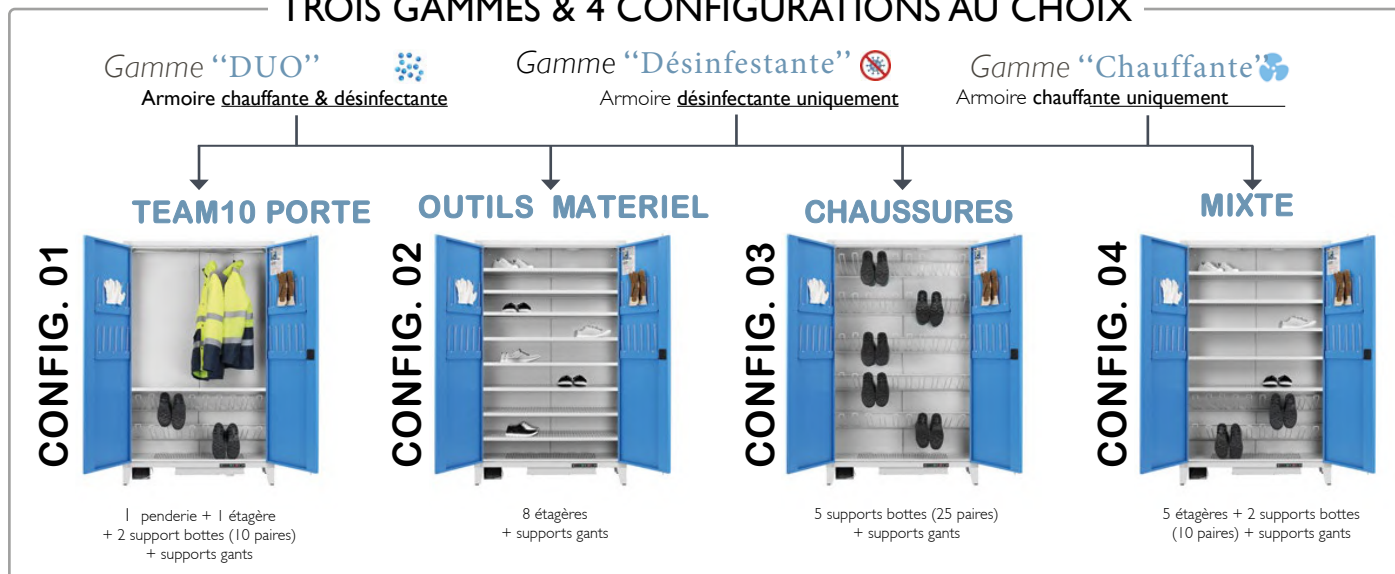 TROIS GAMMES & 4 CONFIGURATIONS AU CHOIX
Gamme “DUO”
Armoire chauffante & désinfectante
Gamme “Désinfestante”
Armoire désinfectante uniquement
Gamme “Chauffante”
Armoire chauffante uniquement
CONFIG. 01
TEAM10 PORTE
1 penderie + 1 étagère
+ 2 support bottes (10 paires)
+ supports gants
CONFIG. 02
OUTILS MATERIEL
8 étagères
+ supports gants
CONFIG. 03
CHAUSSURES
5 supports bottes (25 paires)
+ supports gants
CONFIG. 04
MIXTE
5 étagères + 2 supports bottes
(10 paires) + supports gants